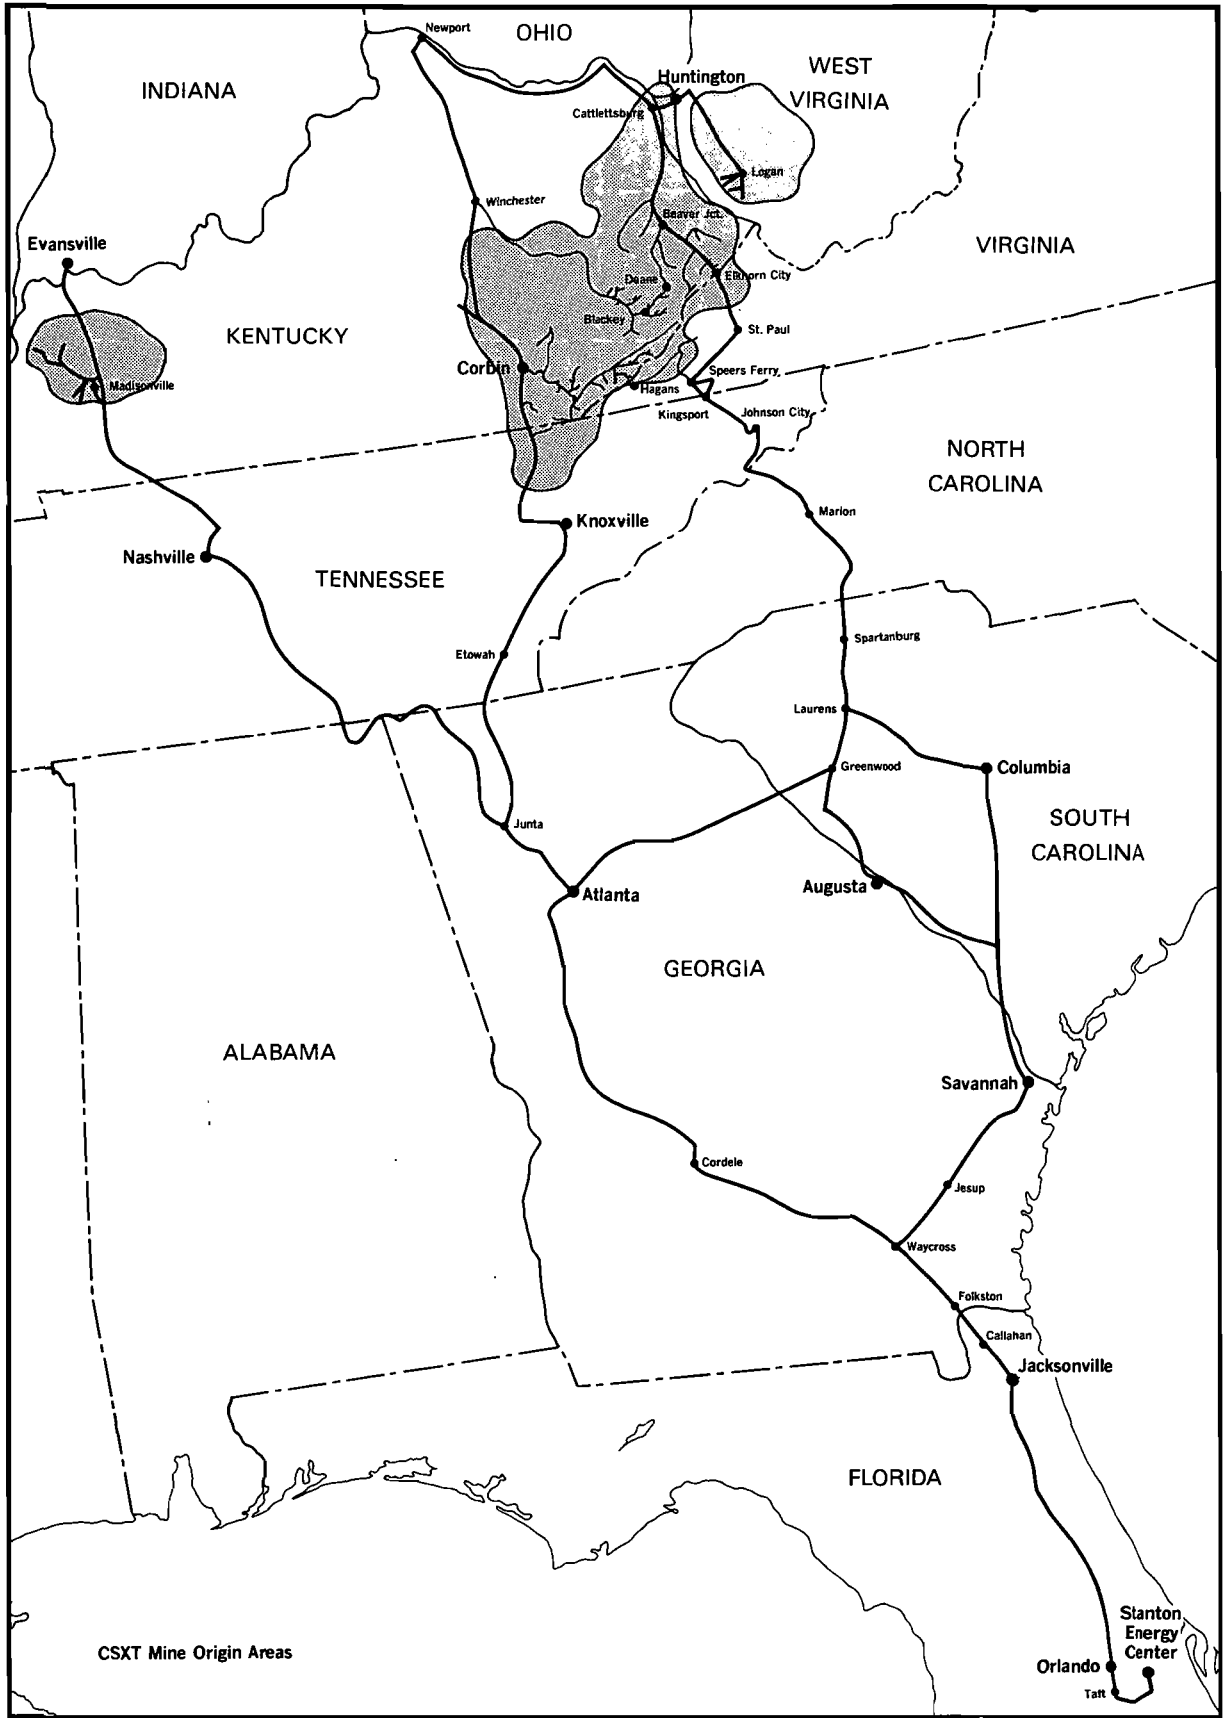 Newport
OHIO
WEST
VIRGINIA
INDIANA
Huntington
Cattlettsburg
Logan
Winchester
Beaver Jct.
Evansville
VIRGINIA
Elkhorn City
Deane
Blackey
KENTUCKY
St. Paul
Corbin
Speers Ferry
Madisonville
Hagans
Kingsport
Johnson City
NORTH
CAROLINA
Marion
Knoxville
Nashville
TENNESSEE
Spartanburg
Etowah
Laurens
Greenwood
Columbia
SOUTH
CAROLINA
Junta
Augusta
Atlanta
GEORGIA
ALABAMA
Savannah
Cordele
Jesup
Waycross
Folkston
Callahan
Jacksonville
FLORIDA
Stanton
Energy
Center
CSXT Mine Origin Areas
Orlando
Taft